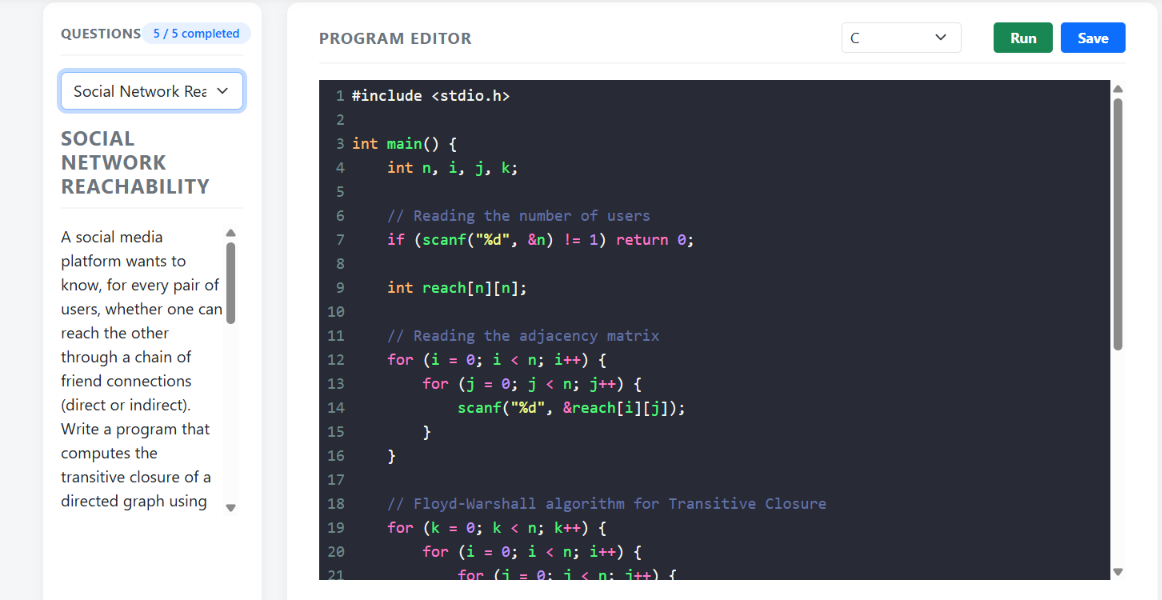 QUESTIONS 5 / 5 completed
Social Network Rea
SOCIAL
NETWORK
REACHABILITY
A social media
platform wants to
know, for every pair of
users, whether one can
reach the other
through a chain of
friend connections
(direct or indirect).
Write a program that
computes the
transitive closure of a
directed graph using
PROGRAM EDITOR
C
Run
Save
1 #include <stdio.h>
2
3 int main() {
4     int n, i, j, k;
5
6     // Reading the number of users
7     if (scanf("%d", &n) != 1) return 0;
8
9     int reach[n][n];
10
11     // Reading the adjacency matrix
12     for (i = 0; i < n; i++) {
13         for (j = 0; j < n; j++) {
14             scanf("%d", &reach[i][j]);
15         }
16     }
17
18     // Floyd-Warshall algorithm for Transitive Closure
19     for (k = 0; k < n; k++) {
20         for (i = 0; i < n; i++) {
21             for (j = 0; j < n; j++) {